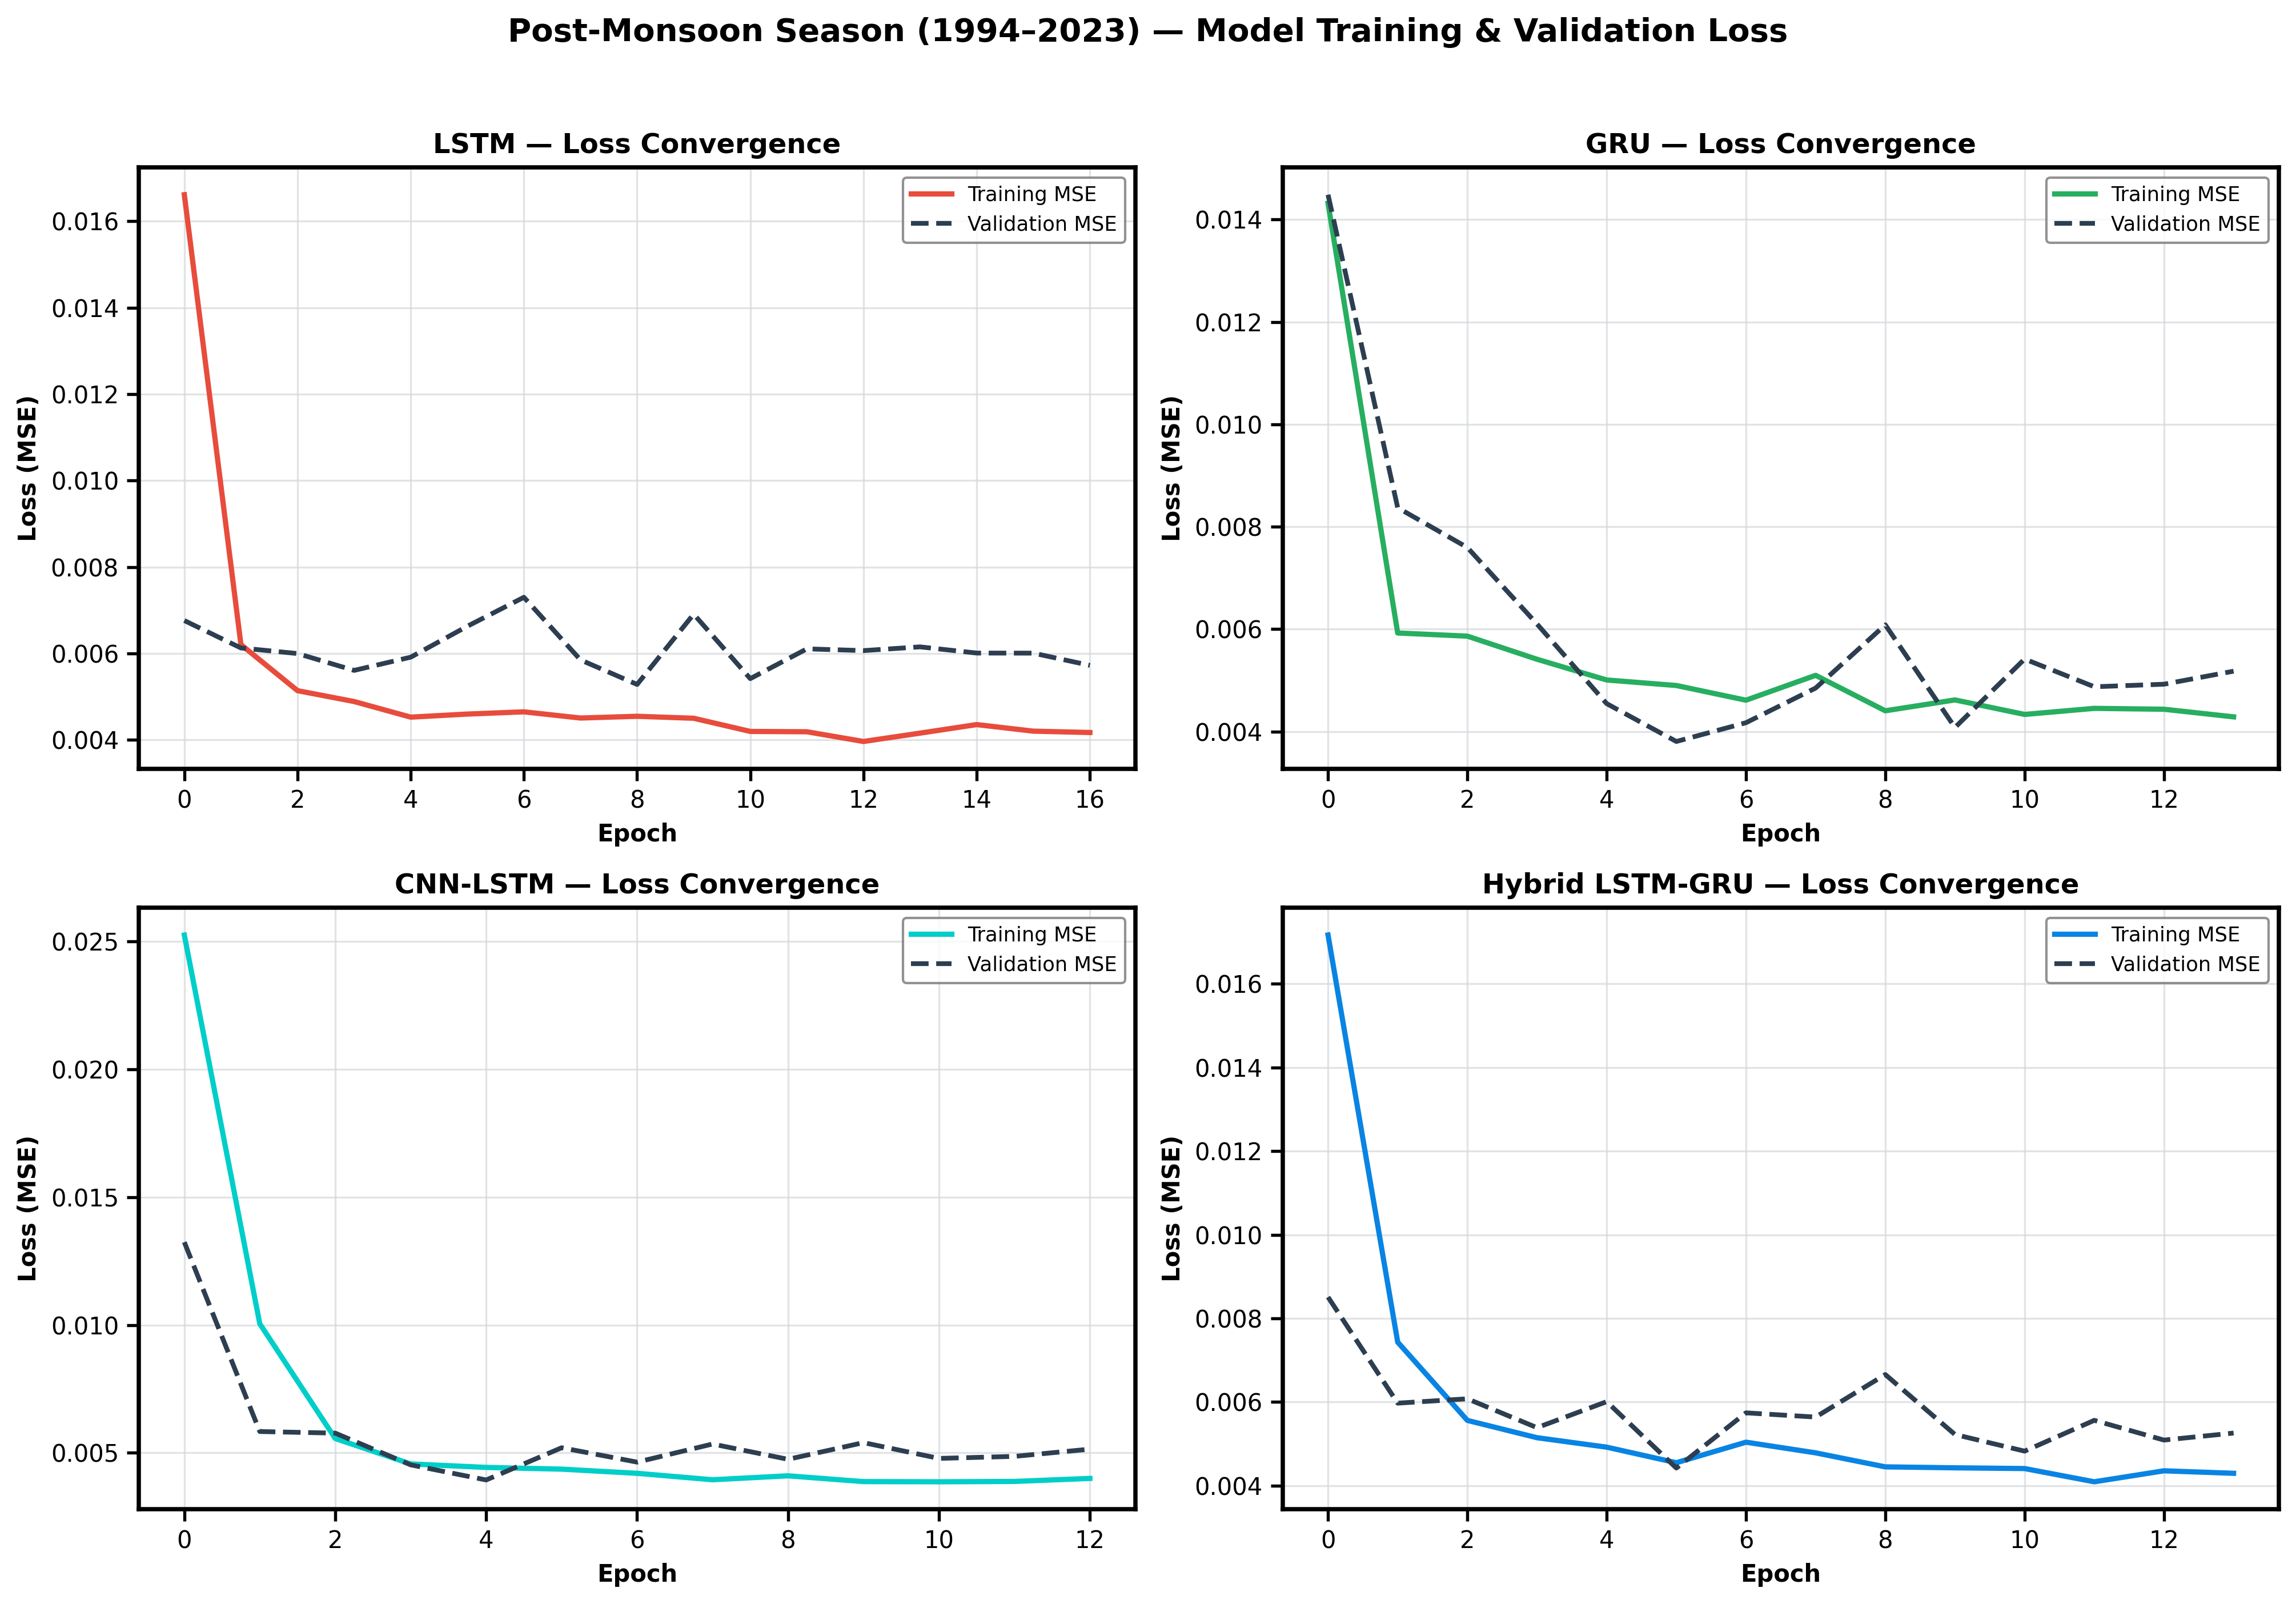 Post-Monsoon Season (1994–2023) — Model Training & Validation Loss
LSTM — Loss Convergence
Training MSE
Validation MSE
0.016
0.014
0.012
0.010
0.008
0.006
0.004
Loss (MSE)
0 2 4 6 8 10 12 14 16
Epoch
GRU — Loss Convergence
Training MSE
Validation MSE
0.014
0.012
0.010
0.008
0.006
0.004
Loss (MSE)
0 2 4 6 8 10 12
Epoch
CNN-LSTM — Loss Convergence
Training MSE
Validation MSE
0.025
0.020
0.015
0.010
0.005
Loss (MSE)
0 2 4 6 8 10 12
Epoch
Hybrid LSTM-GRU — Loss Convergence
Training MSE
Validation MSE
0.016
0.014
0.012
0.010
0.008
0.006
0.004
Loss (MSE)
0 2 4 6 8 10 12
Epoch